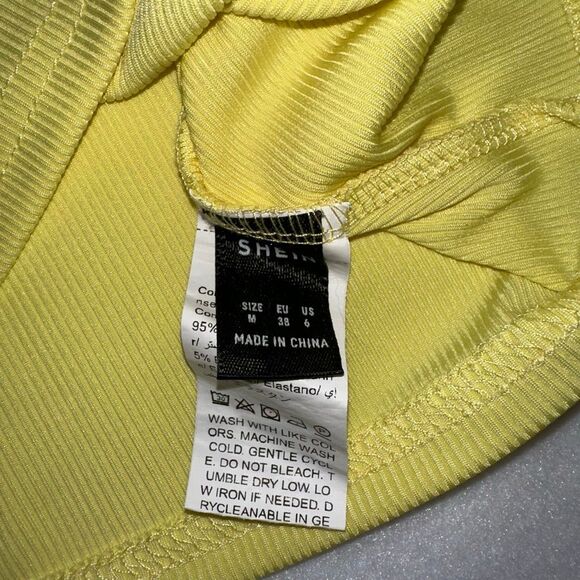 SHEIN
SIZE EU US
M 38 6
MADE IN CHINA
95%
5%
Elastano/
WASH WITH LIKE COL
ORS. MACHINE WASH
COLD. GENTLE CYCL
E. DO NOT BLEACH. T
UMBLE DRY LOW. LO
W IRON IF NEEDED. D
RYCLEANABLE IN GE